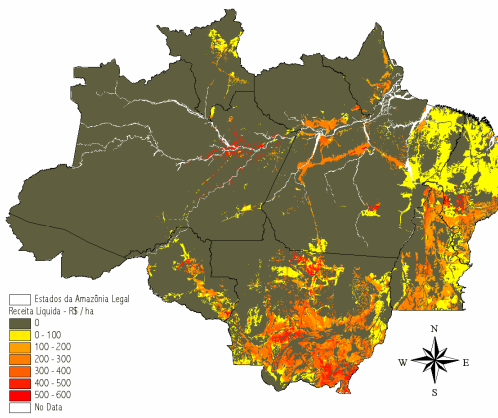 Estados da Amazônia Legal
Receita Líquida - R$ / ha
0
0 - 100
100 - 200
200 - 300
300 - 400
400 - 500
500 - 600
No Data
N
W E
S